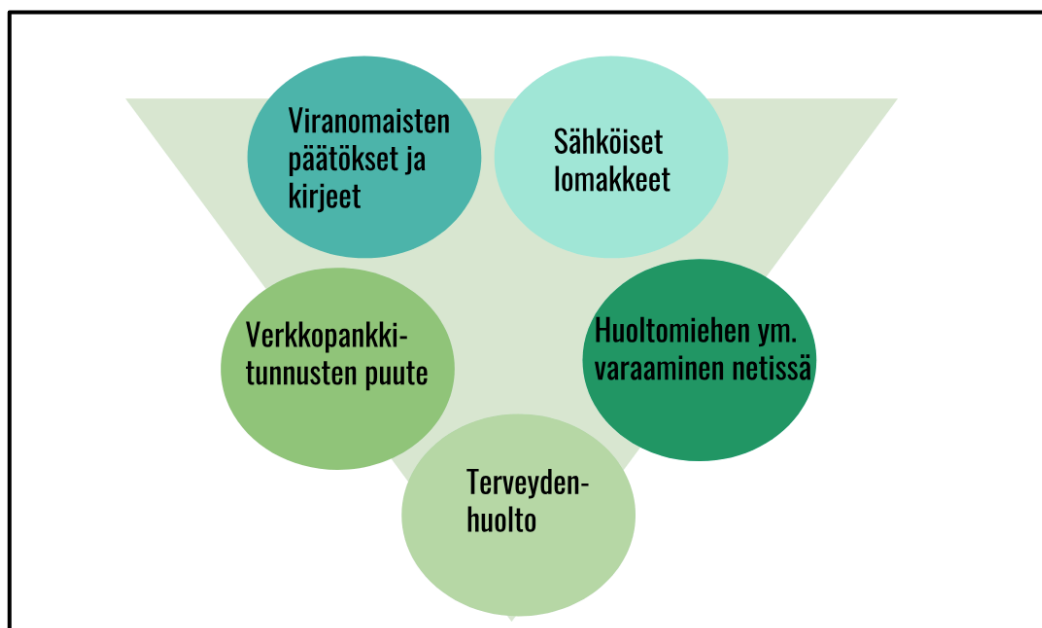 Viranomaisten
päätökset ja
kirjeet
Sähköiset
lomakkeet
Verkkopankki-
tunnusten puute
Huoltomiehen ym.
varaaminen netissä
Terveyden-
huolto